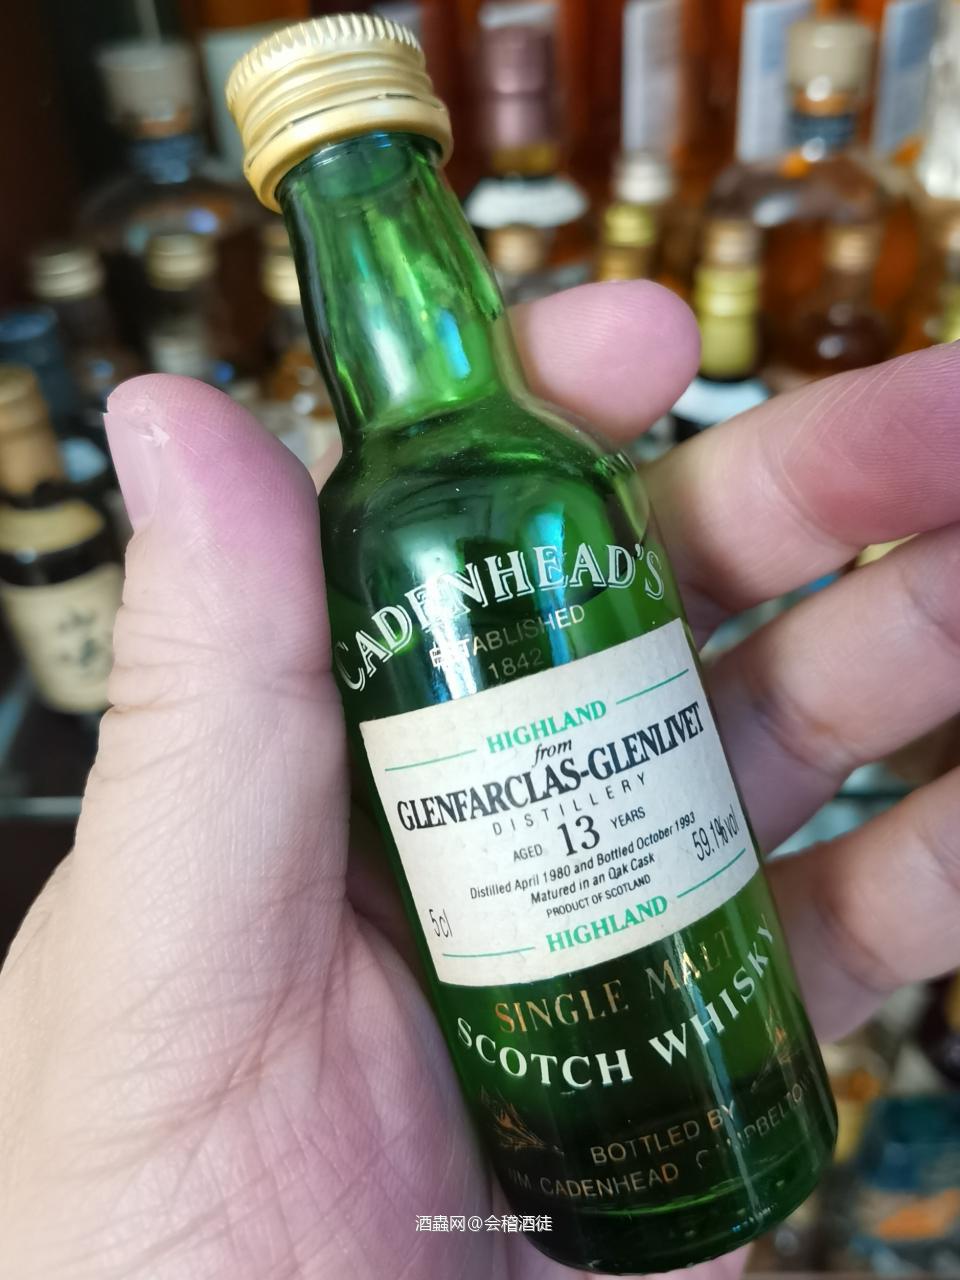 CADENHEAD'S
ESTABLISHED
1842
HIGHLAND
from
GLENFARCLAS-GLENLIVET
DISTILLERY
AGED 13 YEARS
Distilled April 1980 and Bottled October 1993
59.1%vol
Matured in an Oak Cask
PRODUCT OF SCOTLAND
5cl
HIGHLAND
SINGLE MALT
SCOTCH WHISKY
BOTTLED BY
WM CADENHEAD CAMPBELTOWN
酒蟲网@会稽酒徒